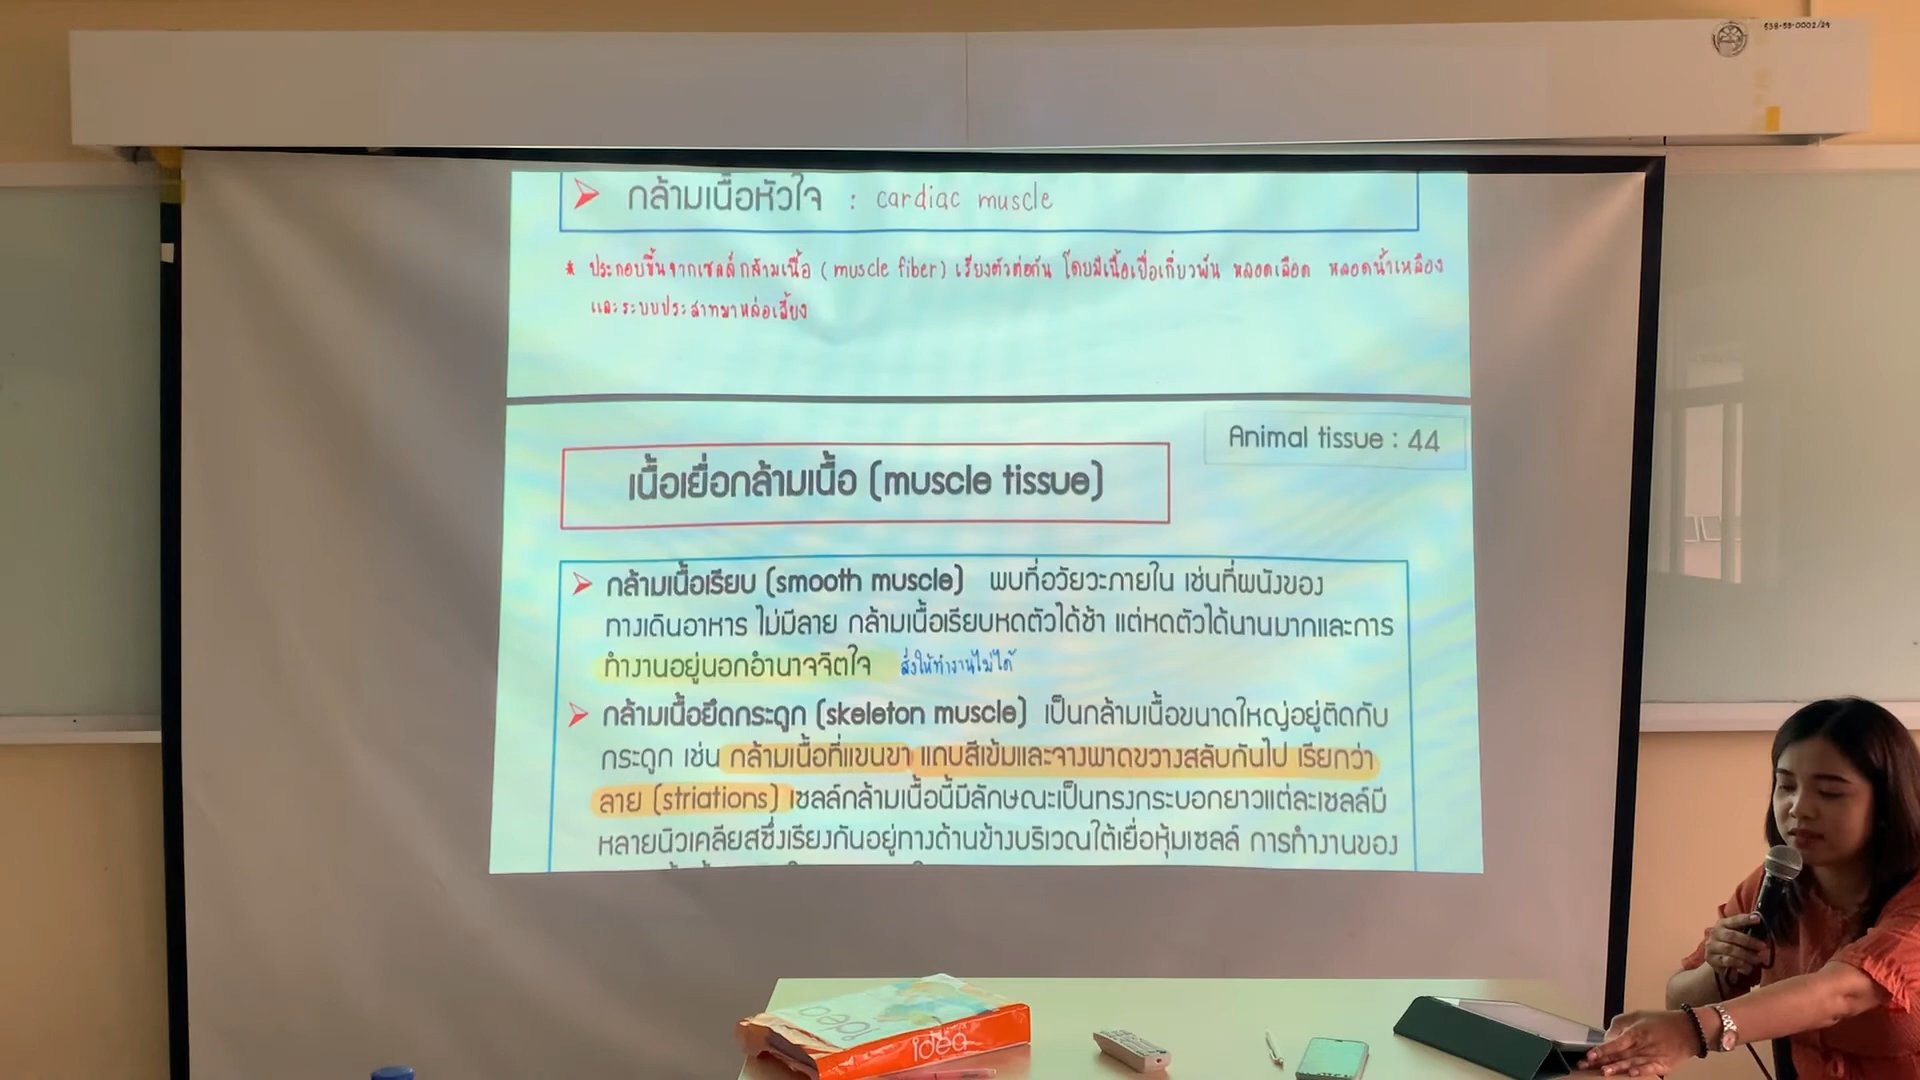 538-59-0002/29
กล้ามเนื้อหัวใจ : cardiac muscle
* ประกอบขึ้นจากเซลล์กล้ามเนื้อ (muscle fiber) เรียงตัวต่อกัน โดยมีเนื้อเยื่อเกี่ยวพัน หลอดเลือด หลอดน้ำเหลือง
และระบบประสาทมาหล่อเลี้ยง
Animal tissue : 44
เนื้อเยื่อกล้ามเนื้อ (muscle tissue)
กล้ามเนื้อเรียบ (smooth muscle) พบที่อวัยวะภายใน เช่นที่ผนังของ
ทางเดินอาหาร ไม่มีลาย กล้ามเนื้อเรียบหดตัวได้ช้า แต่หดตัวได้นานมากและการ
ทำงานอยู่นอกอำนาจจิตใจ สั่งให้ทำงานไม่ได้
กล้ามเนื้อยึดกระดูก (skeleton muscle) เป็นกล้ามเนื้อขนาดใหญ่อยู่ติดกับ
กระดูก เช่น กล้ามเนื้อที่แขนขา แถบสีเข้มและจางพาดขวางสลับกันไป เรียกว่า
ลาย (striations) เซลล์กล้ามเนื้อนี้มีลักษณะเป็นทรงกระบอกยาวแต่ละเซลล์มี
หลายนิวเคลียสซึ่งเรียงกันอยู่ทางด้านข้างบริเวณใต้เยื่อหุ้มเซลล์ การทำงานของ
idea
idea